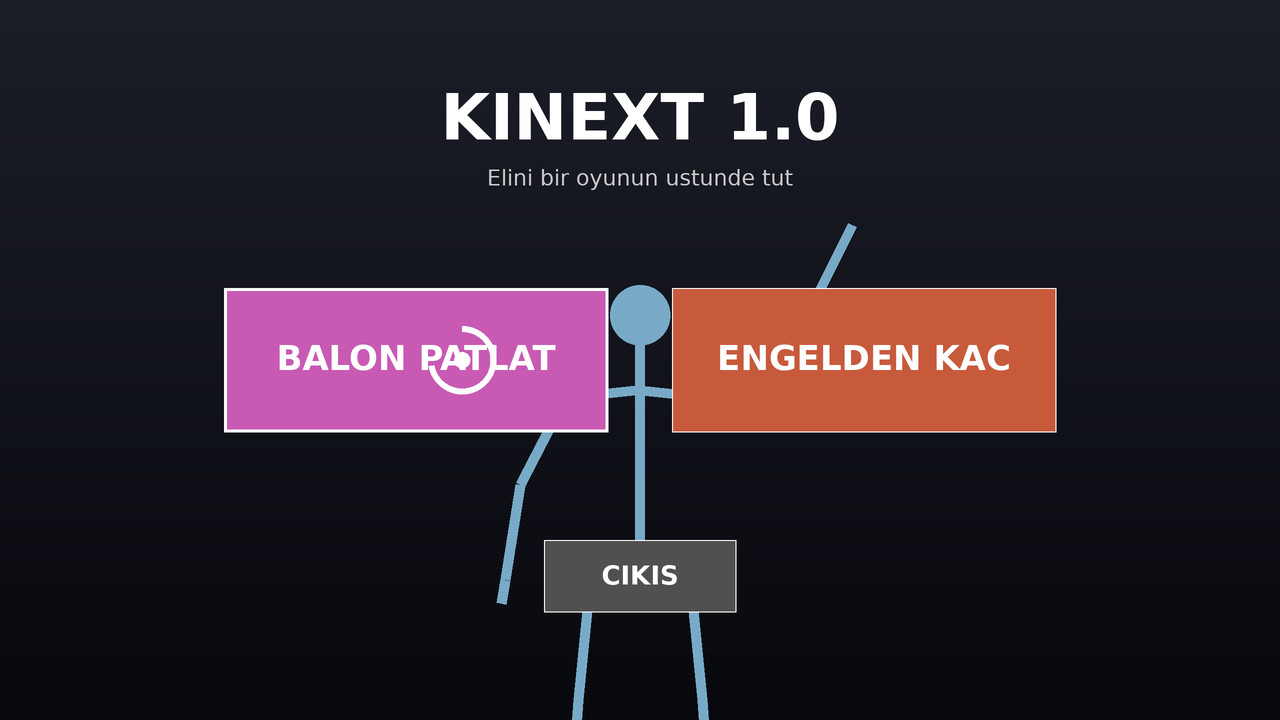 KINEXT 1.0
Elini bir oyunun ustunde tut
BALON PATLAT
ENGELDEN KAC
CIKIS